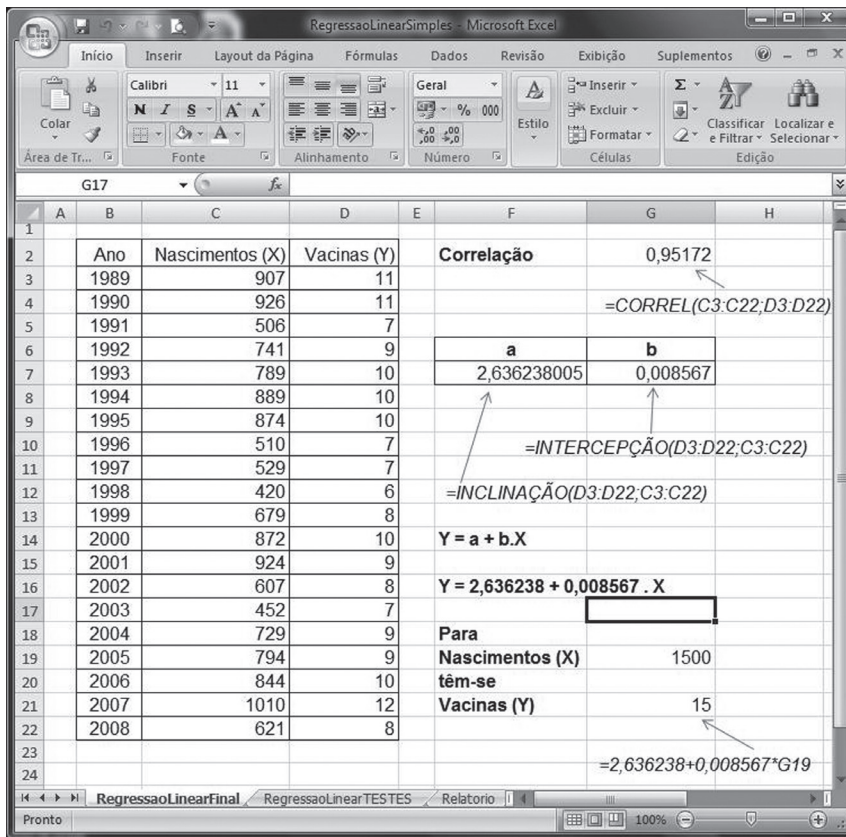 RegressaoLinearSimples - Microsoft Excel
Início Inserir Layout da Página Fórmulas Dados Revisão Exibição Suplementos
Calibri 11 Geral Inserir Σ
N I S A A % 000 Excluir
Colar Estilo Formatar Classificar e Filtrar Localizar e Selecionar
Área de Tr... Fonte Alinhamento Número Células Edição
G17 fx
A B C D E F G H
1
2 Ano Nascimentos (X) Vacinas (Y) Correlação 0,95172
3 1989 907 11
4 1990 926 11 =CORREL(C3:C22;D3:D22)
5 1991 506 7
6 1992 741 9 a b
7 1993 789 10 2,636238005 0,008567
8 1994 889 10
9 1995 874 10
10 1996 510 7 =INTERCEPÇÃO(D3:D22;C3:C22)
11 1997 529 7
12 1998 420 6 =INCLINAÇÃO(D3:D22;C3:C22)
13 1999 679 8
14 2000 872 10 Y = a + b.X
15 2001 924 9
16 2002 607 8 Y = 2,636238 + 0,008567 . X
17 2003 452 7
18 2004 729 9 Para
19 2005 794 9 Nascimentos (X) 1500
20 2006 844 10 têm-se
21 2007 1010 12 Vacinas (Y) 15
22 2008 621 8
23
24 =2,636238+0,008567*G19
RegressaoLinearFinal RegressaoLinearTESTES Relatorio
Pronto 100%